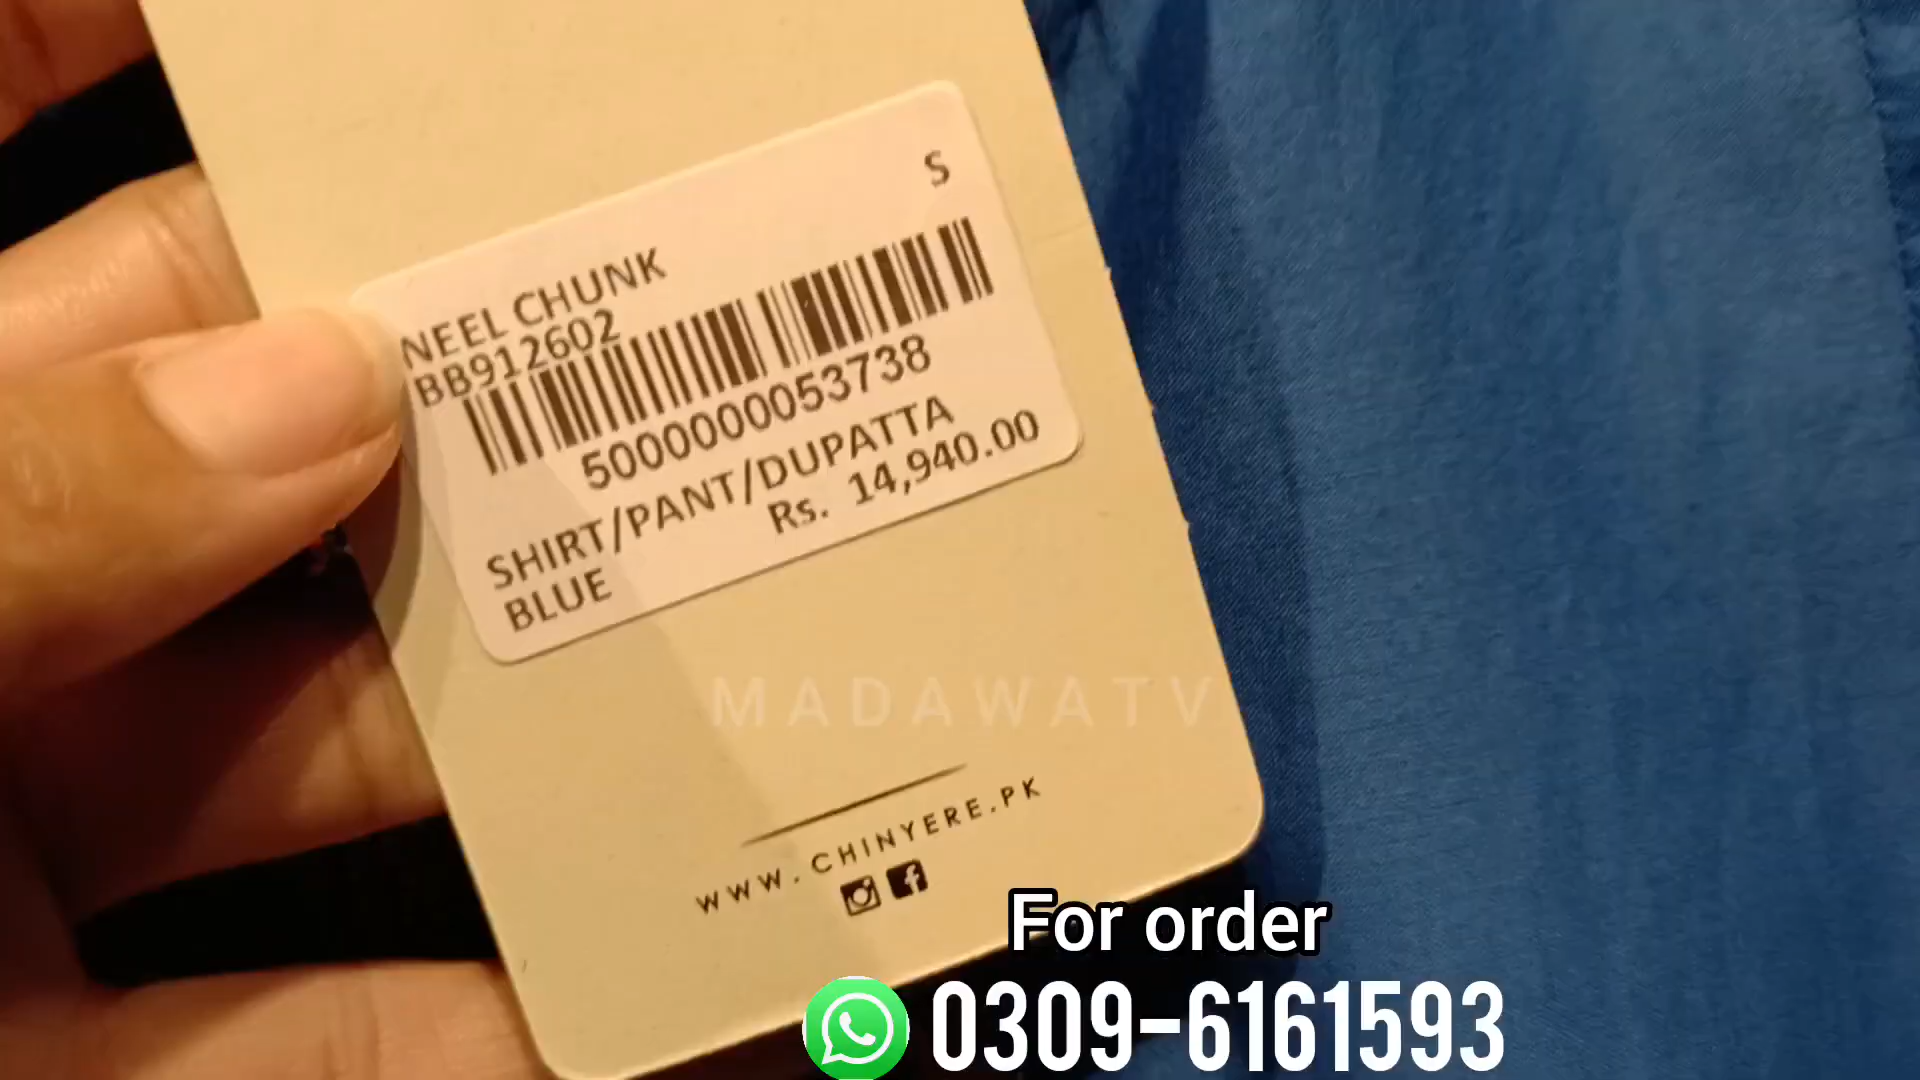 S
NEEL CHUNK
BB912602
5000000053738
SHIRT/PANT/DUPATTA
Rs. 14,940.00
BLUE
MADAWATV
WWW.CHINYERE.PK
For order
0309-6161593